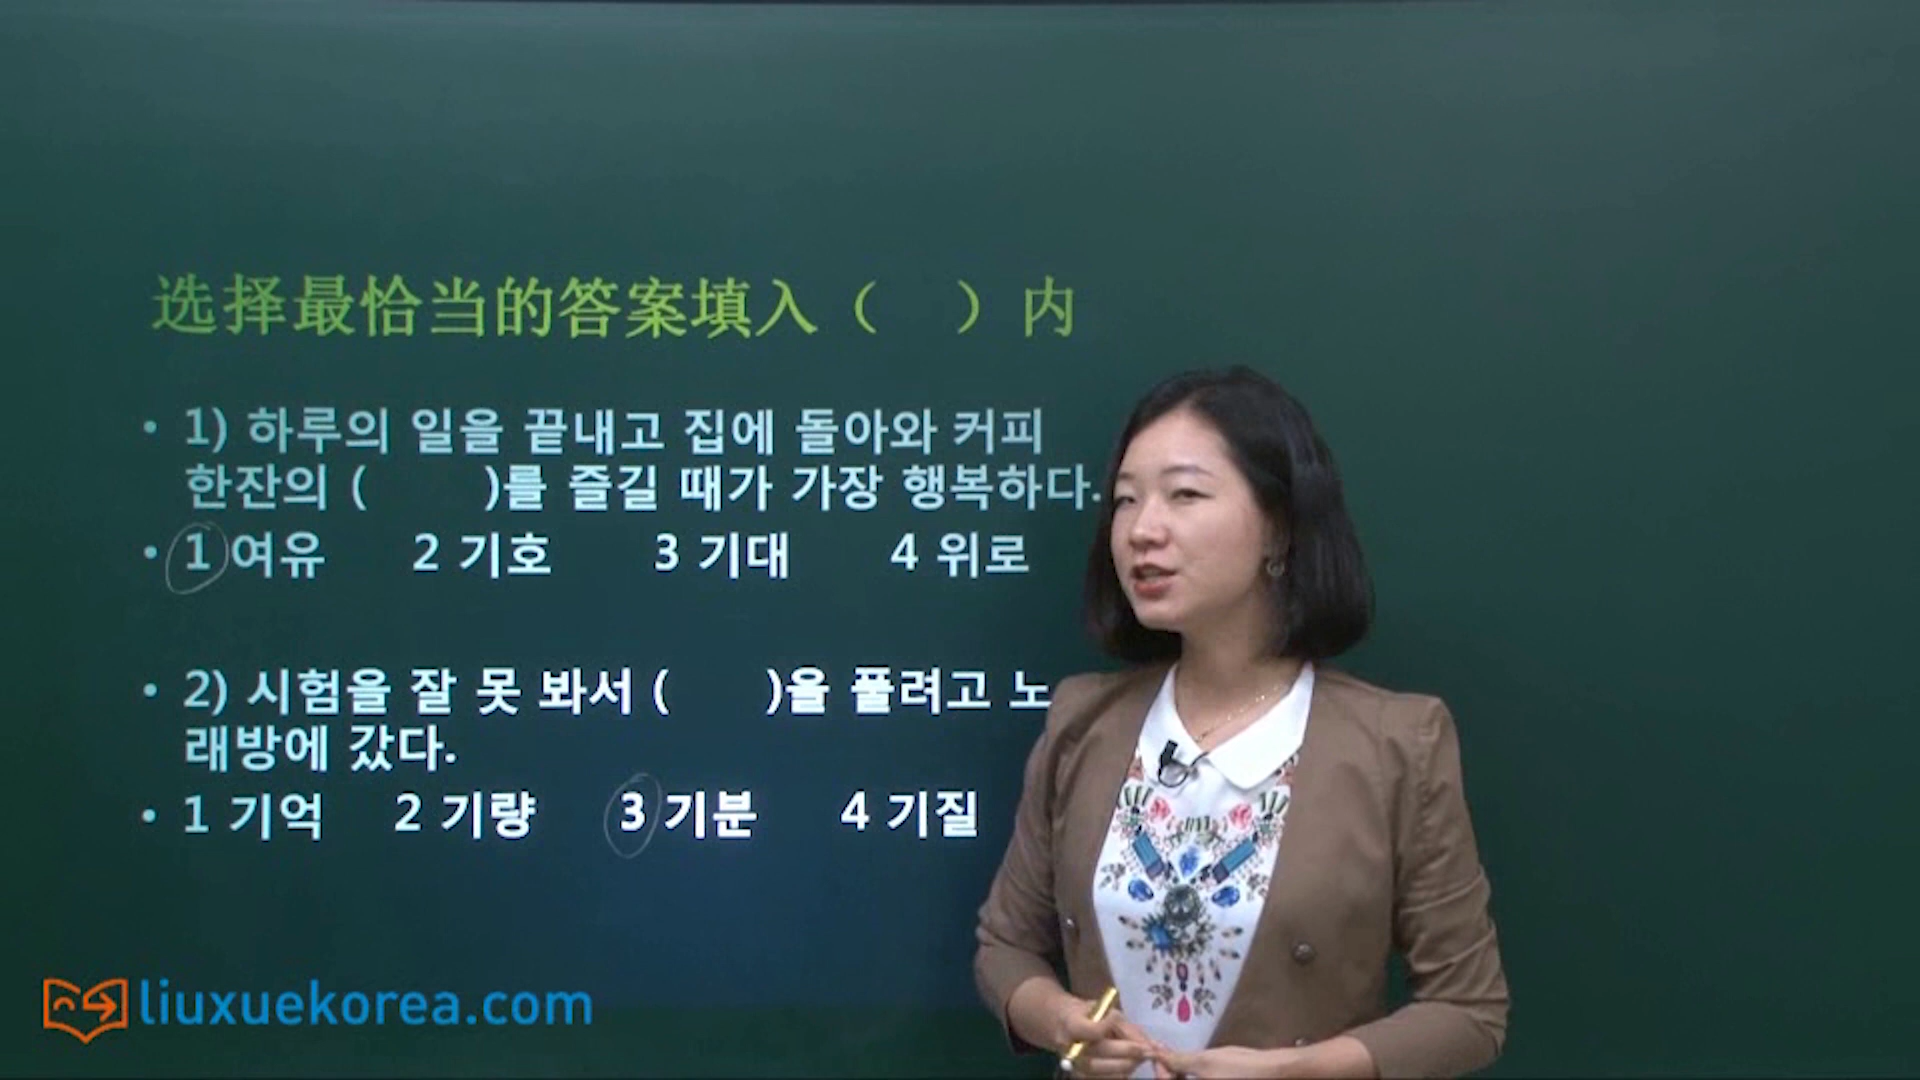 选择最恰当的答案填入（　）内
• 1) 하루의 일을 끝내고 집에 돌아와 커피
한잔의 (　　)를 즐길 때가 가장 행복하다.
• 1 여유　2 기호　3 기대　4 위로
• 2) 시험을 잘 못 봐서 (　　)을 풀려고 노
래방에 갔다.
• 1 기억　2 기량　3 기분　4 기질
liuxuekorea.com